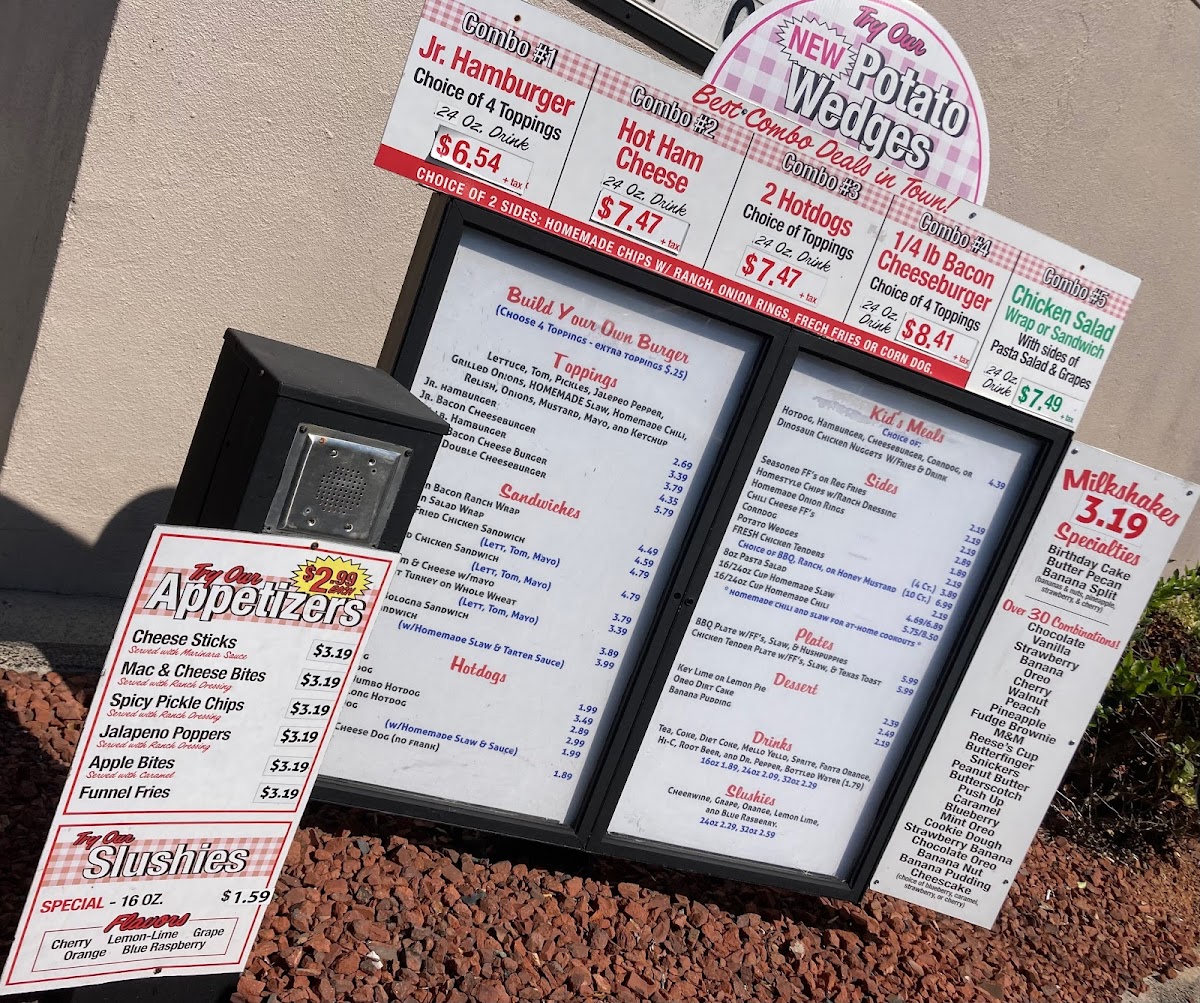 Try Our
NEW Potato
Wedges
Best Combo Deals in Town!
Combo #1
Jr. Hamburger
Choice of 4 Toppings
24 Oz. Drink
$6.54
+ tax
Combo #2
Hot Ham
Cheese
24 Oz. Drink
$7.47
+ tax
Combo #3
2 Hotdogs
Choice of Toppings
24 Oz. Drink
$7.47
+ tax
Combo #4
1/4 lb Bacon
Cheeseburger
Choice of 4 Toppings
24 Oz.
Drink
$8.41
+ tax
Combo #5
Chicken Salad
Wrap or Sandwich
With sides of
Pasta Salad & Grapes
24 Oz.
Drink
$7.49
+ tax
CHOICE OF 2 SIDES: HOMEMADE CHIPS W/ RANCH, ONION RINGS, FRECH FRIES OR CORN DOG.
Build Your Own Burger
(Choose 4 Toppings - extra toppings $.25)
Toppings
Lettuce, Tom, Pickles, Jalepeo Pepper,
Grilled Onions, HOMEMADE Slaw, Homemade Chili,
Relish, Onions, Mustard, Mayo, and Ketchup
Jr. Hamburger 2.69
Jr. Bacon Cheeseburger 3.39
Hamburger 3.79
Bacon Cheese Burger 4.35
Double Cheeseburger 5.79
Sandwiches
Bacon Ranch Wrap 4.49
Salad Wrap 4.59
Fried Chicken Sandwich 4.79
(Lett, Tom, Mayo)
Chicken Sandwich 4.79
(Lett, Tom, Mayo)
& Cheese w/mayo 3.79
Turkey on Whole Wheat 3.39
(Lett, Tom, Mayo)
ologna Sandwich 3.89
ndwich 3.99
(w/Homemade Slaw & Tarter Sauce)
Hotdogs
1.99
umbo Hotdog 3.49
ong Hotdog 2.89
2.99
(w/Homemade Slaw & Sauce) 1.99
Cheese Dog (no frank) 1.89
Kid's Meals
Choice of:
Hotdog, Hamburger, Cheeseburger, Corndog, or
Dinosaur Chicken Nuggets w/Fries & Drink 4.39
Sides
Seasoned FF's or Reg Fries 2.19
Homestyle Chips w/Ranch Dressing 2.19
Homemade Onion Rings 2.19
Chili Cheese FF's 2.89
Corndog 1.89
Potato Wedges 2.19
FRESH Chicken Tenders (4 Ct.) 3.89
Choice of BBQ, Ranch, or Honey Mustard (10 Ct.) 6.99
8oz Pasta Salad 2.19
16/24oz Cup Homemade Slaw 4.69/6.89
16/24oz Cup Homemade Chili 5.75/8.50
*Homemade Chili and Slaw for at-home cookouts*
Plates
BBQ Plate w/FF's, Slaw, & Hushpuppies 5.99
Chicken Tender Plate w/FF's, Slaw, & Texas Toast 5.99
Dessert
Key Lime or Lemon Pie 2.39
Oreo Dirt Cake 2.49
Banana Pudding 2.19
Drinks
Tea, Coke, Diet Coke, Mello Yello, Sprite, Fanta Orange,
Hi-C, Root Beer, and Dr. Pepper, Bottled Water (1.79)
16oz 1.89, 24oz 2.09, 32oz 2.29
Slushies
Cheerwine, Grape, Orange, Lemon Lime,
and Blue Rasberry.
24oz 2.29, 32oz 2.59
Milkshakes
3.19
Specialties
Birthday Cake
Butter Pecan
Banana Split
(bananas & nuts, pineapple,
strawberry, & cherry)
Over 30 Combinations!
Chocolate
Vanilla
Strawberry
Banana
Oreo
Cherry
Peach
Walnut
Pineapple
Fudge Brownie
M&M
Reese's Cup
Butterfinger
Snickers
Peanut Butter
Butterscotch
Push Up
Caramel
Blueberry
Mint Oreo
Cookie Dough
Strawberry Banana
Chocolate Oreo
Banana Nut
Banana Pudding
Cheescake
(choice of blueberry, caramel,
strawberry, or cherry)
Try Our
$2.99
EACH
Appetizers
Cheese Sticks $3.19
Served with Marinara Sauce
Mac & Cheese Bites $3.19
Served with Ranch Dressing
Spicy Pickle Chips $3.19
Served with Ranch Dressing
Jalapeno Poppers $3.19
Served with Ranch Dressing
Apple Bites $3.19
Served with Caramel
Funnel Fries $3.19
Try Our
Slushies
SPECIAL - 16 OZ. $1.59
Flavors
Cherry Lemon-Lime Grape
Orange Blue Raspberry